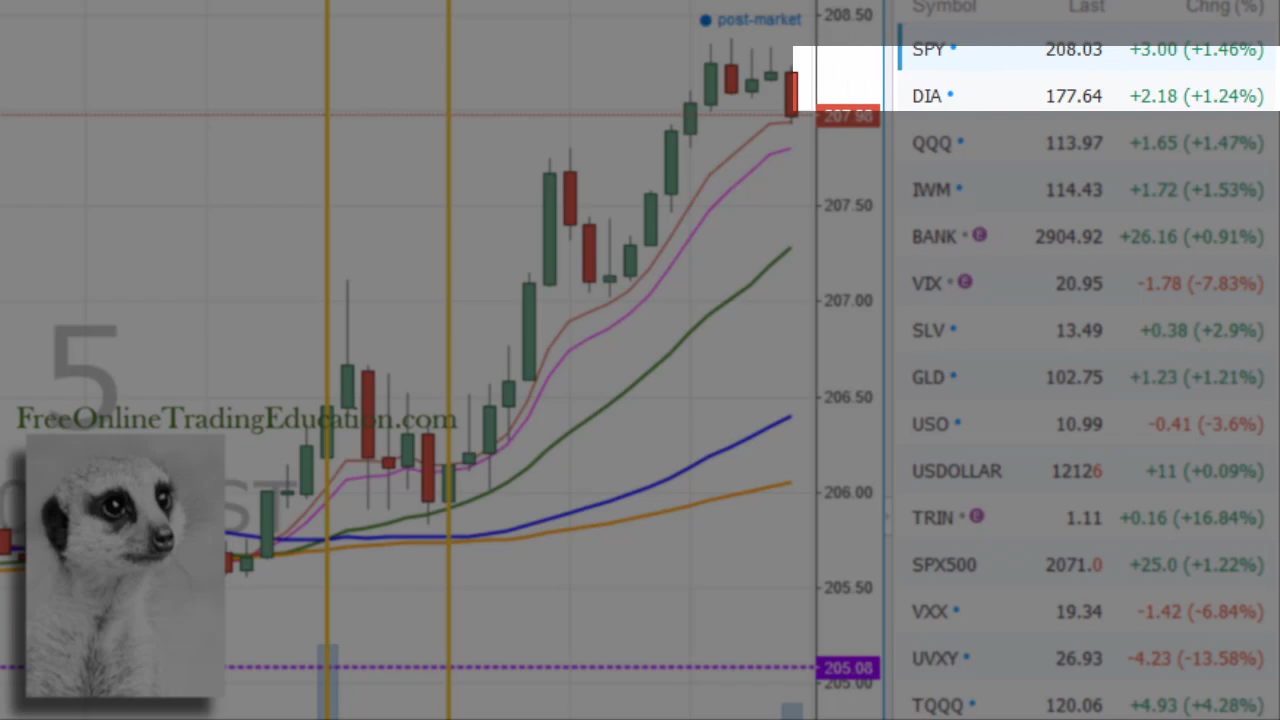 Symbol Last Chng (%)
post-market
208.50
SPY 208.03 +3.00 (+1.46%)
DIA 177.64 +2.18 (+1.24%)
207.98
QQQ 113.97 +1.65 (+1.47%)
IWM 114.43 +1.72 (+1.53%)
207.50
BANK E 2904.92 +26.16 (+0.91%)
VIX E 20.95 -1.78 (-7.83%)
207.00
SLV 13.49 +0.38 (+2.9%)
5
GLD 102.75 +1.23 (+1.21%)
206.50
FreeOnlineTradingEducation.com
USO 10.99 -0.41 (-3.6%)
USDOLLAR 12126 +11 (+0.09%)
206.00
ST
TRIN E 1.11 +0.16 (+16.84%)
SPX500 2071.0 +25.0 (+1.22%)
205.50
VXX 19.34 -1.42 (-6.84%)
UVXY 26.93 -4.23 (-13.58%)
205.08
205.00
TQQQ 120.06 +4.93 (+4.28%)